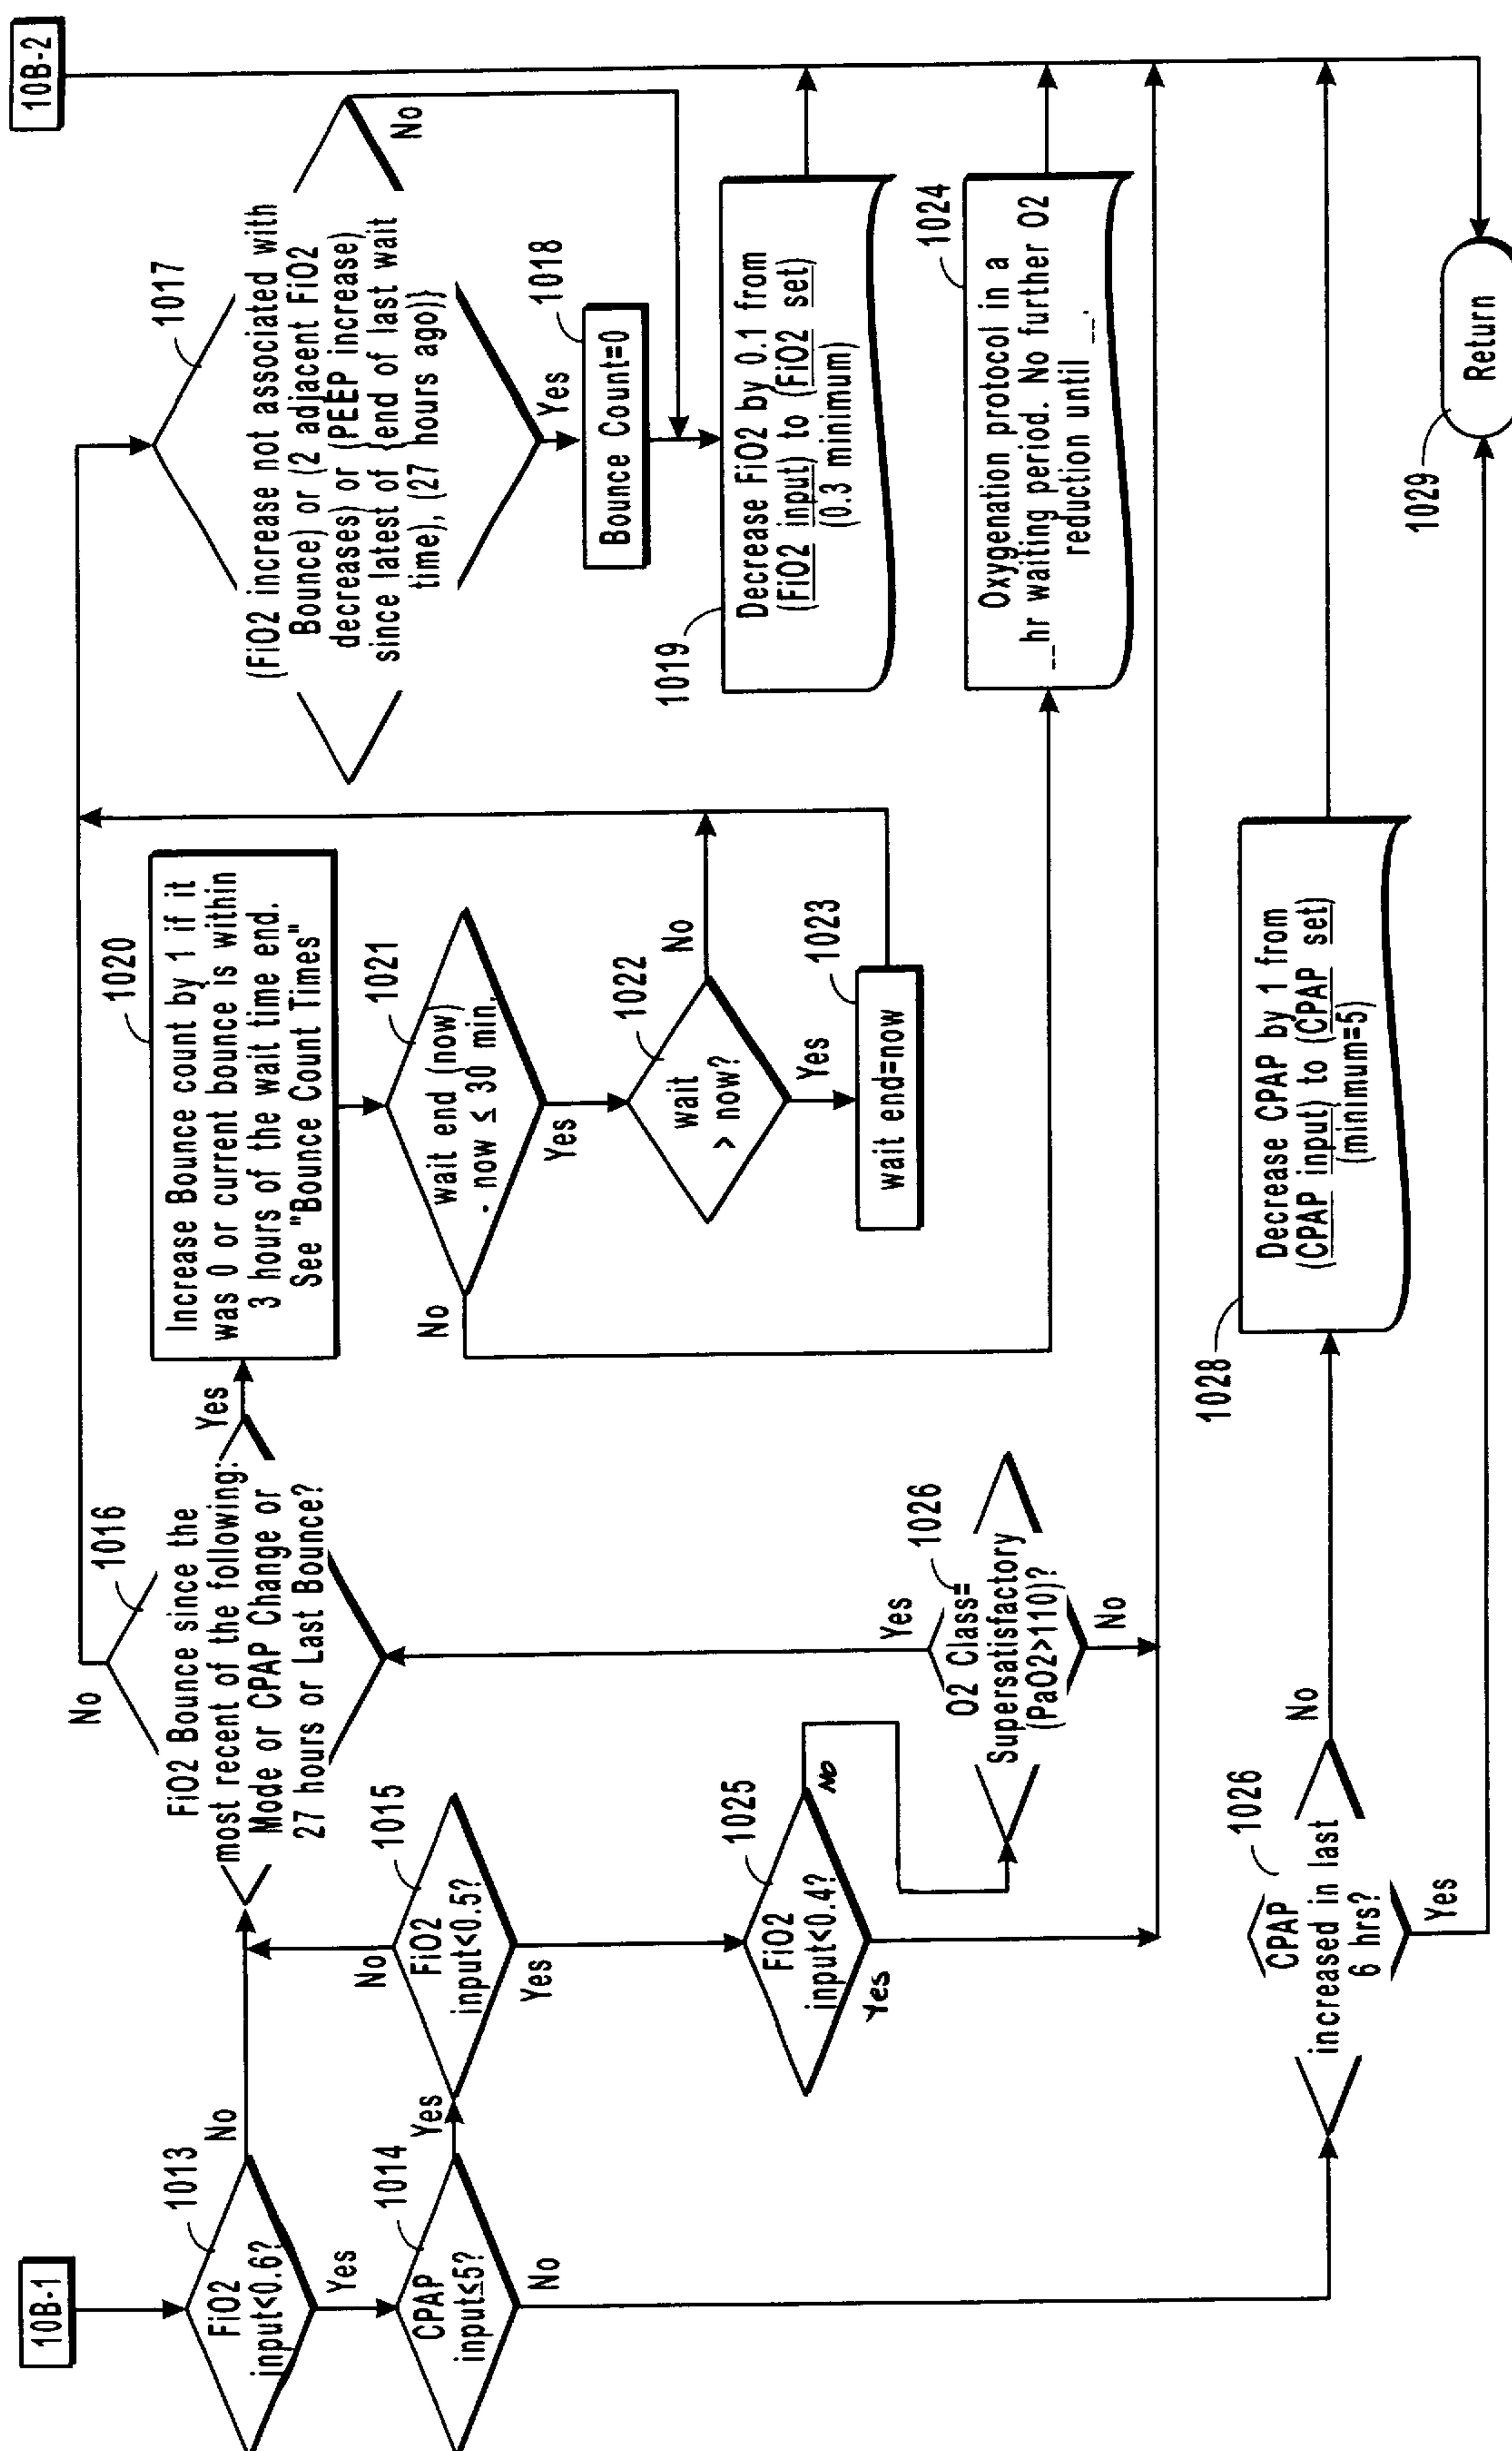 10B-1
10B-2
1013
FiO2
input<0.6?
No
Yes
1014
CPAP
input≤5?
Yes
No
1015
FiO2
input<0.5?
No
Yes
1025
FiO2
input<0.4?
No
Yes
1016
FiO2 Bounce since the
most recent of the following:
Mode or CPAP Change or
27 hours or Last Bounce?
No
Yes
1026
O2 Class=
Supersatisfactory
(PaO2>110)?
Yes
No
1020
Increase Bounce count by 1 if it
was 0 or current bounce is within
3 hours of the wait time end.
See "Bounce Count Times"
1021
wait end (now)
- now ≤ 30 min.
No
Yes
1022
wait
> now?
No
Yes
1023
wait end=now
1017
(FiO2 increase not associated with
Bounce) or (2 adjacent FiO2
decreases) or (PEEP increase)
since latest of {end of last wait
time), (27 hours ago)}
No
Yes
1018
Bounce Count=0
1019
Decrease FiO2 by 0.1 from
(FiO2 input) to (FiO2 set)
(0.3 minimum)
1024
Oxygenation protocol in a
__hr waiting period. No further O2
reduction until __.
1026
CPAP
increased in last
6 hrs?
No
Yes
1028
Decrease CPAP by 1 from
(CPAP input) to (CPAP set)
(minimum=5)
1029
Return